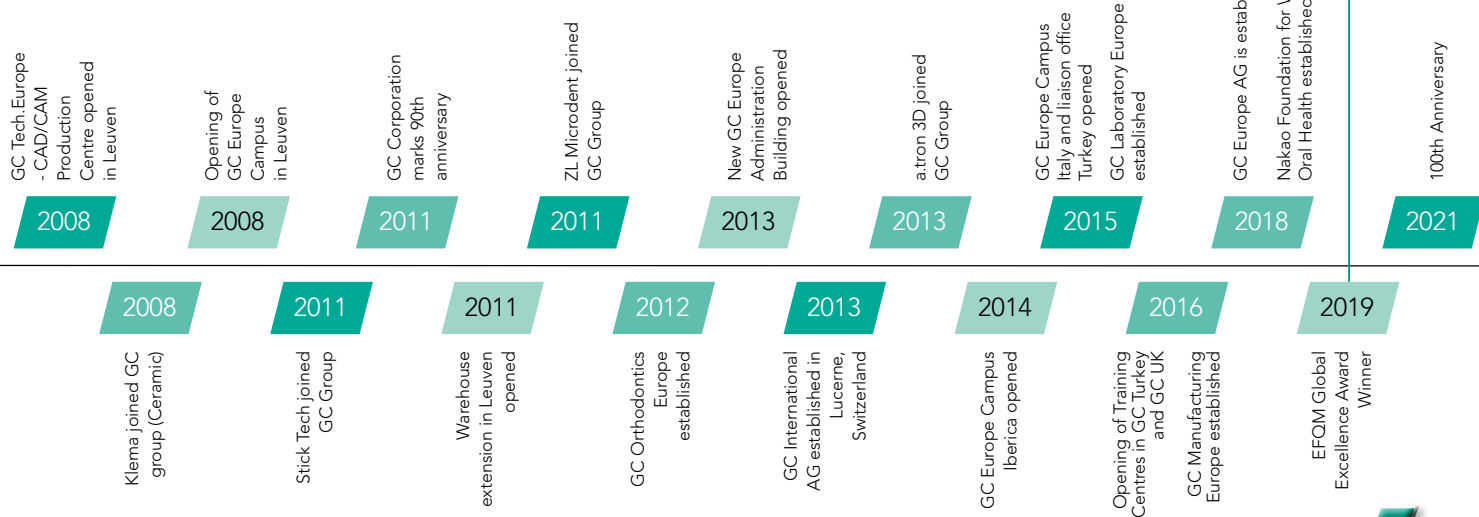 GC Tech.Europe
- CAD/CAM
Production
Centre opened
in Leuven
2008
Opening of
GC Europe
Campus
in Leuven
2008
GC Corporation
marks 90th
anniversary
2011
ZL Microdent joined
GC Group
2011
New GC Europe
Administration
Building opened
2013
a.tron 3D joined
GC Group
2013
GC Europe Campus
Italy and liaison office
Turkey opened
GC Laboratory Europe
established
2015
GC Europe AG is
Nakao Foundation for
Oral Health established
2018
100th Anniversary
2021
2008
Klema joined GC
group (Ceramic)
2011
Stick Tech joined
GC Group
2011
Warehouse
extension in Leuven
opened
2012
GC Orthodontics
Europe
established
2013
GC International
AG established in
Lucerne,
Switzerland
2014
GC Europe Campus
Iberica opened
2016
Opening of Training
Centres in GC Turkey
and GC UK
GC Manufacturing
Europe established
2019
EFQM Global
Excellence Award
Winner